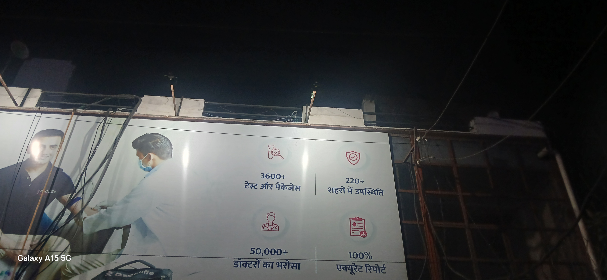 3600+
टेस्ट और पैकेजेस
220+
शहरों में उपस्थिति
50,000+
डॉक्टरों का भरोसा
100%
एक्यूरेट रिपोर्ट
Galaxy A15 5G